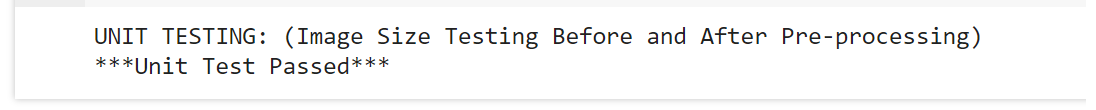 UNIT TESTING: (Image Size Testing Before and After Pre-processing)
***Unit Test Passed***